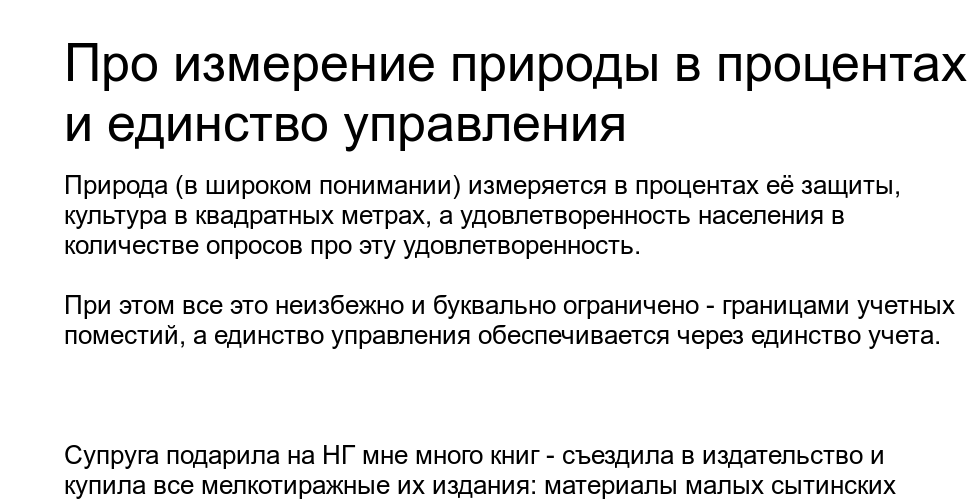 Про измерение природы в процентах
и единство управления
Природа (в широком понимании) измеряется в процентах её защиты,
культура в квадратных метрах, а удовлетворенность населения в
количестве опросов про эту удовлетворенность.
При этом все это неизбежно и буквально ограничено - границами учетных
поместий, а единство управления обеспечивается через единство учета.
Супруга подарила на НГ мне много книг - съездила в издательство и
купила все мелкотиражные их издания: материалы малых сытинских